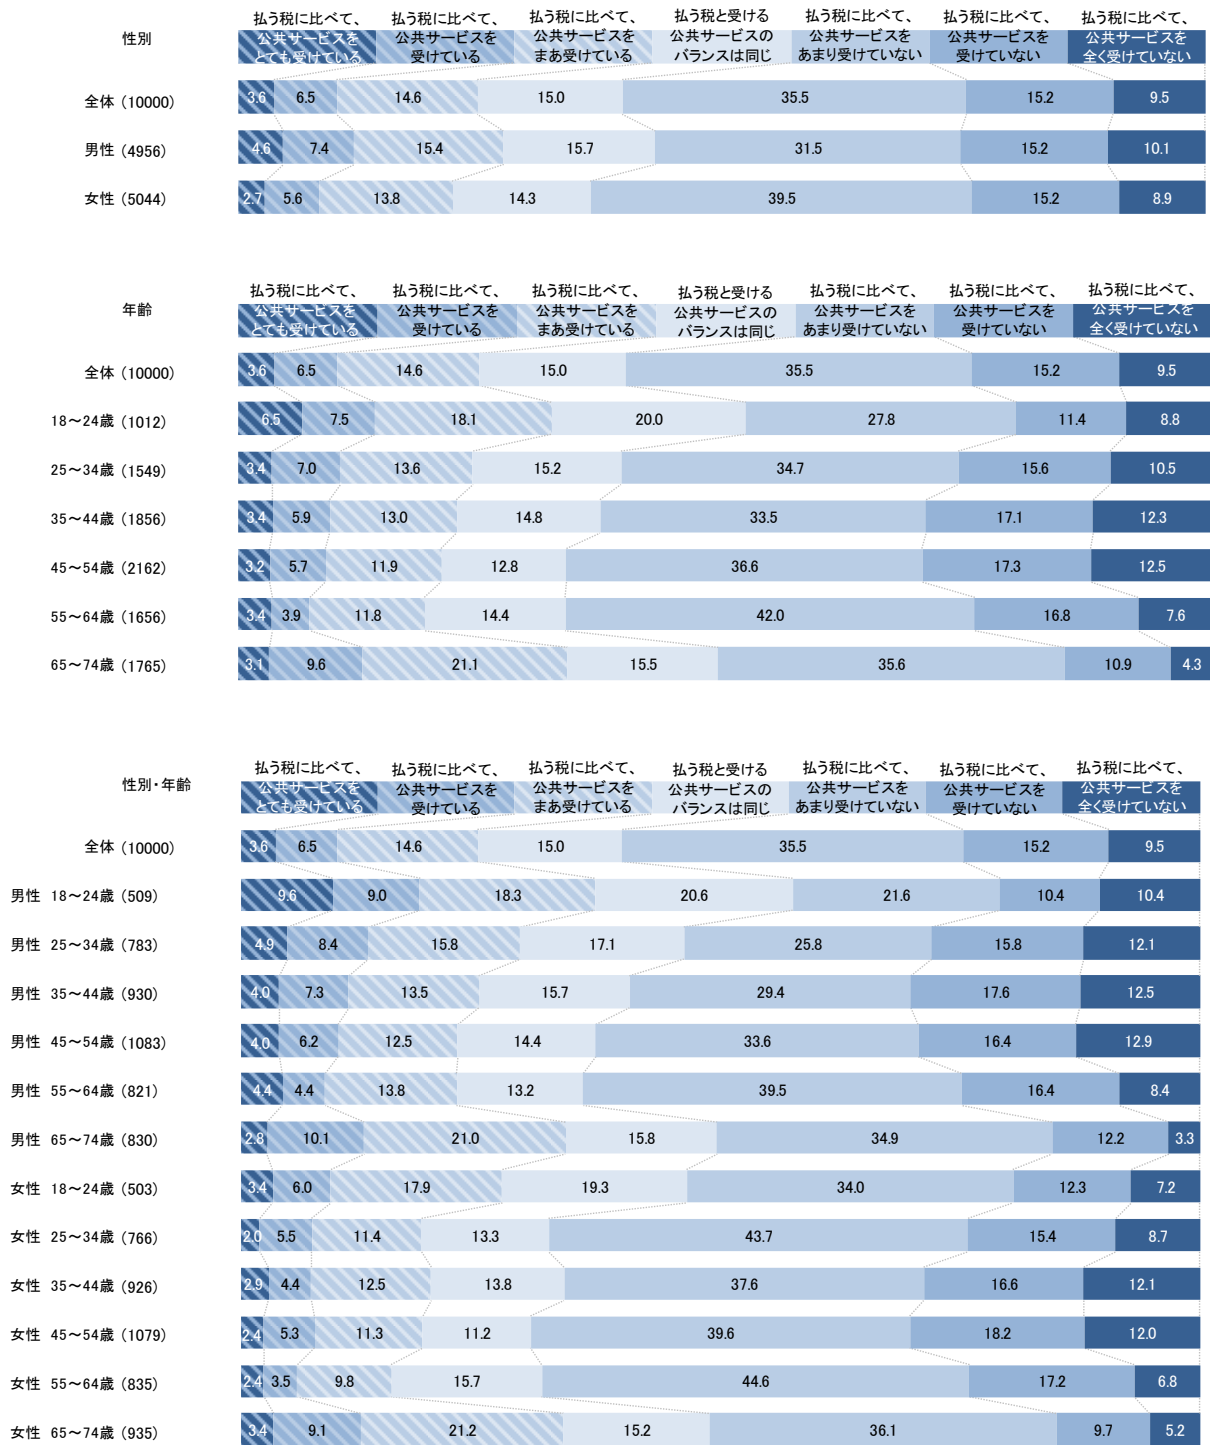 性別
払う税に比べて、 払う税に比べて、 払う税に比べて、 払う税と受ける 払う税に比べて、 払う税に比べて、 払う税に比べて、
公共サービスを 公共サービスを 公共サービスを 公共サービスの 公共サービスを 公共サービスを 公共サービスを
とても受けている 受けている まあ受けている バランスは同じ あまり受けていない 受けていない 全く受けていない
全体 (10000) 3.6 6.5 14.6 15.0 35.5 15.2 9.5
男性 (4956) 4.6 7.4 15.4 15.7 31.5 15.2 10.1
女性 (5044) 2.7 5.6 13.8 14.3 39.5 15.2 8.9
年齢
払う税に比べて、 払う税に比べて、 払う税に比べて、 払う税と受ける 払う税に比べて、 払う税に比べて、 払う税に比べて、
公共サービスを 公共サービスを 公共サービスを 公共サービスの 公共サービスを 公共サービスを 公共サービスを
とても受けている 受けている まあ受けている バランスは同じ あまり受けていない 受けていない 全く受けていない
全体 (10000) 3.6 6.5 14.6 15.0 35.5 15.2 9.5
18～24歳 (1012) 6.5 7.5 18.1 20.0 27.8 11.4 8.8
25～34歳 (1549) 3.4 7.0 13.6 15.2 34.7 15.6 10.5
35～44歳 (1856) 3.4 5.9 13.0 14.8 33.5 17.1 12.3
45～54歳 (2162) 3.2 5.7 11.9 12.8 36.6 17.3 12.5
55～64歳 (1656) 3.4 3.9 11.8 14.4 42.0 16.8 7.6
65～74歳 (1765) 3.1 9.6 21.1 15.5 35.6 10.9 4.3
性別・年齢
払う税に比べて、 払う税に比べて、 払う税に比べて、 払う税と受ける 払う税に比べて、 払う税に比べて、 払う税に比べて、
公共サービスを 公共サービスを 公共サービスを 公共サービスの 公共サービスを 公共サービスを 公共サービスを
とても受けている 受けている まあ受けている バランスは同じ あまり受けていない 受けていない 全く受けていない
全体 (10000) 3.6 6.5 14.6 15.0 35.5 15.2 9.5
男性 18～24歳 (509) 9.6 9.0 18.3 20.6 21.6 10.4 10.4
男性 25～34歳 (783) 4.9 8.4 15.8 17.1 25.8 15.8 12.1
男性 35～44歳 (930) 4.0 7.3 13.5 15.7 29.4 17.6 12.5
男性 45～54歳 (1083) 4.0 6.2 12.5 14.4 33.6 16.4 12.9
男性 55～64歳 (821) 4.4 4.4 13.8 13.2 39.5 16.4 8.4
男性 65～74歳 (830) 2.8 10.1 21.0 15.8 34.9 12.2 3.3
女性 18～24歳 (503) 3.4 6.0 17.9 19.3 34.0 12.3 7.2
女性 25～34歳 (766) 2.0 5.5 11.4 13.3 43.7 15.4 8.7
女性 35～44歳 (926) 2.9 4.4 12.5 13.8 37.6 16.6 12.1
女性 45～54歳 (1079) 2.4 5.3 11.3 11.2 39.6 18.2 12.0
女性 55～64歳 (835) 2.4 3.5 9.8 15.7 44.6 17.2 6.8
女性 65～74歳 (935) 3.4 9.1 21.2 15.2 36.1 9.7 5.2